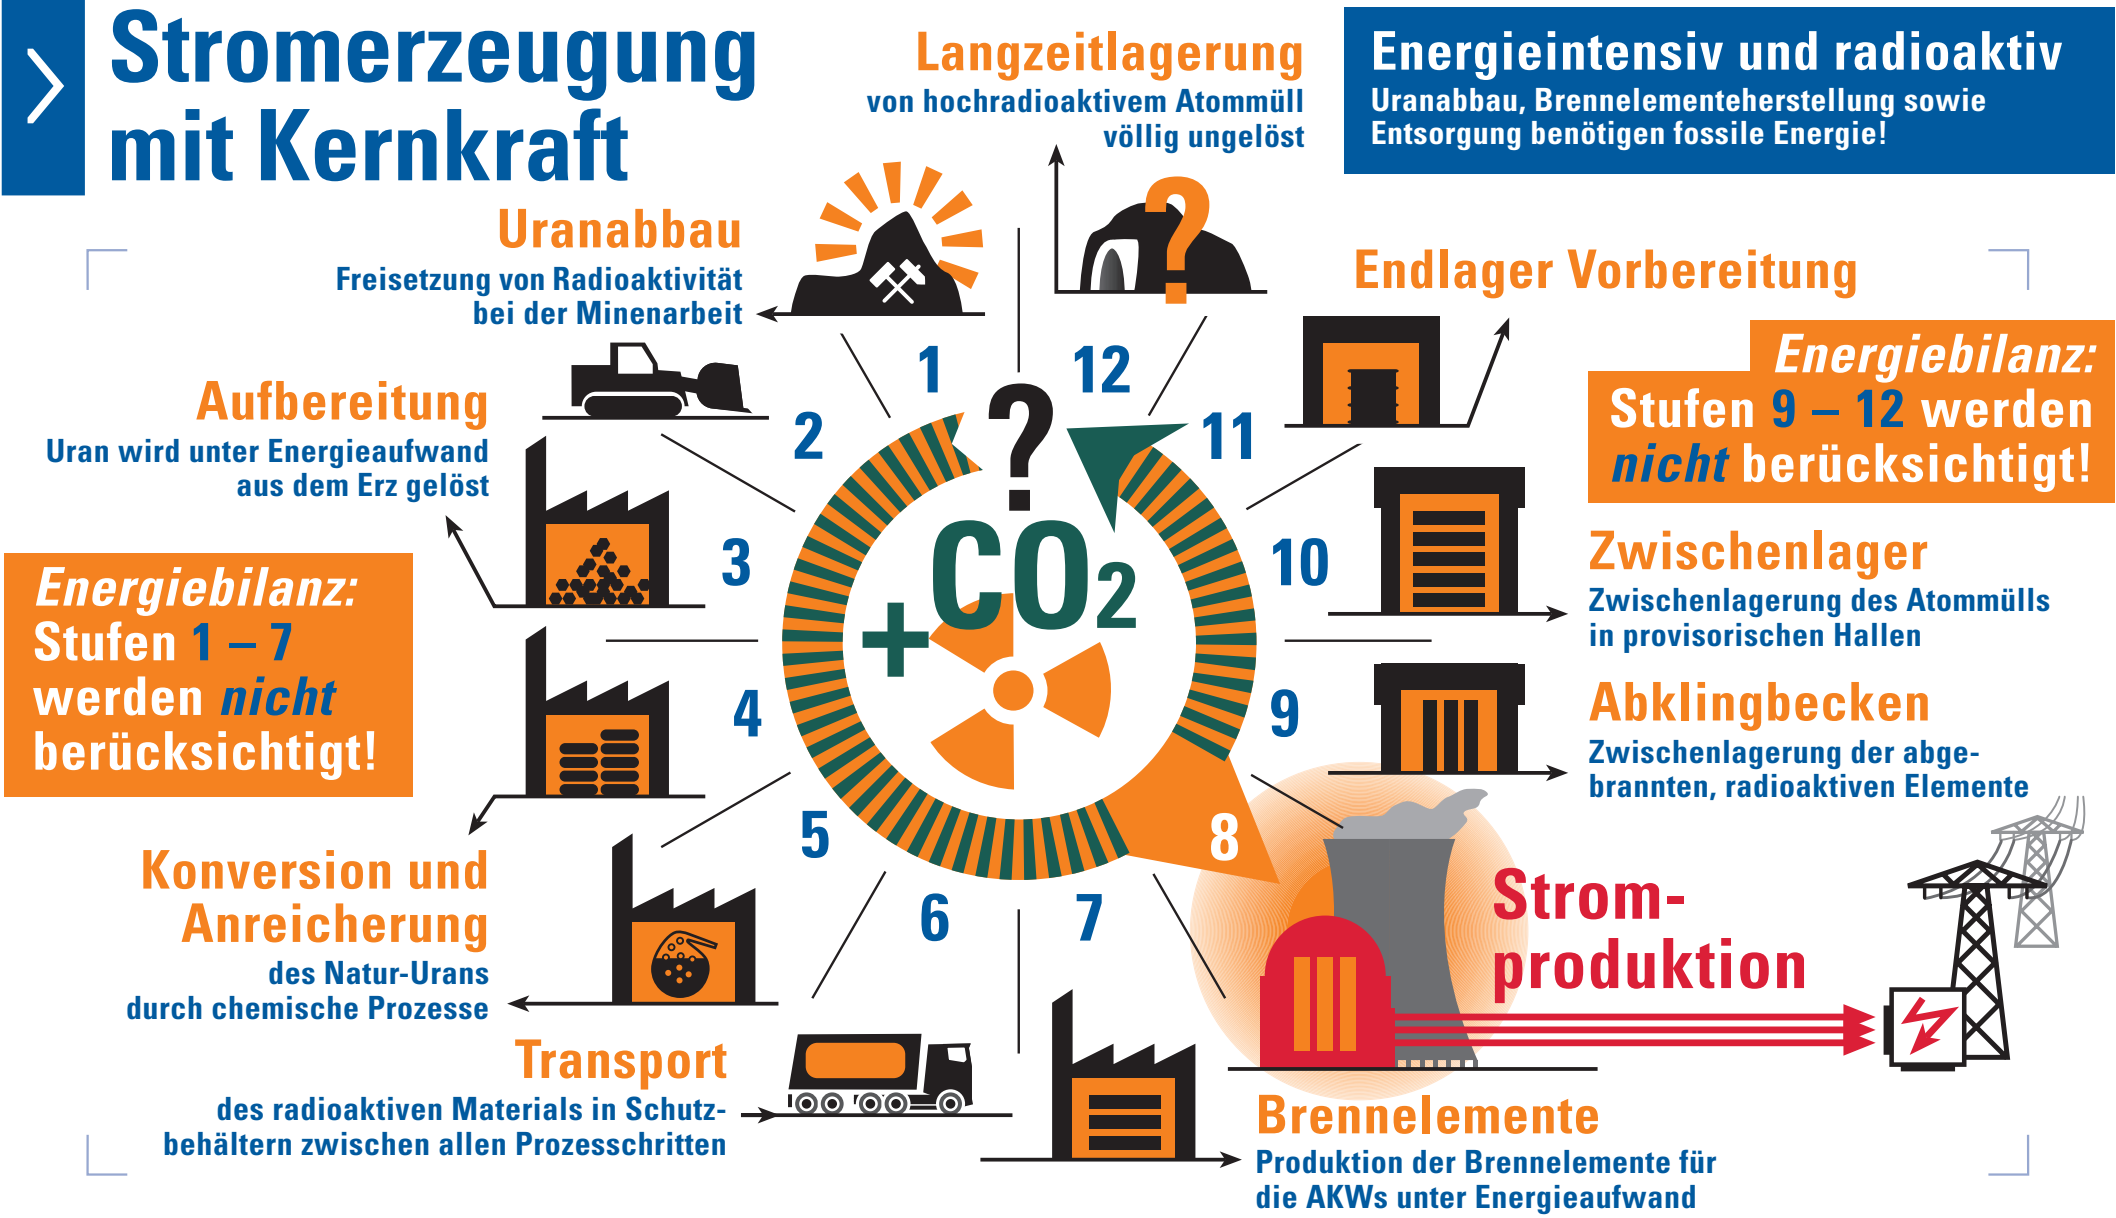 Stromerzeugung
mit Kernkraft
Langzeitlagerung
von hochradioaktivem Atommüll
völlig ungelöst
Energieintensiv und radioaktiv
Uranabbau, Brennelementeherstellung sowie
Entsorgung benötigen fossile Energie!
Uranabbau
Freisetzung von Radioaktivität
bei der Minenarbeit
Endlager Vorbereitung
Energiebilanz:
Stufen 9 – 12 werden
nicht berücksichtigt!
Aufbereitung
Uran wird unter Energieaufwand
aus dem Erz gelöst
Energiebilanz:
Stufen 1 – 7
werden nicht
berücksichtigt!
Zwischenlager
Zwischenlagerung des Atommülls
in provisorischen Hallen
Abklingbecken
Zwischenlagerung der abge-
brannten, radioaktiven Elemente
Konversion und
Anreicherung
des Natur-Urans
durch chemische Prozesse
Transport
des radioaktiven Materials in Schutz-
behältern zwischen allen Prozesschritten
Brennelemente
Produktion der Brennelemente für
die AKWs unter Energieaufwand
Strom-
produktion
1
2
3
4
5
6
7
8
9
10
11
12
?
?
+CO2